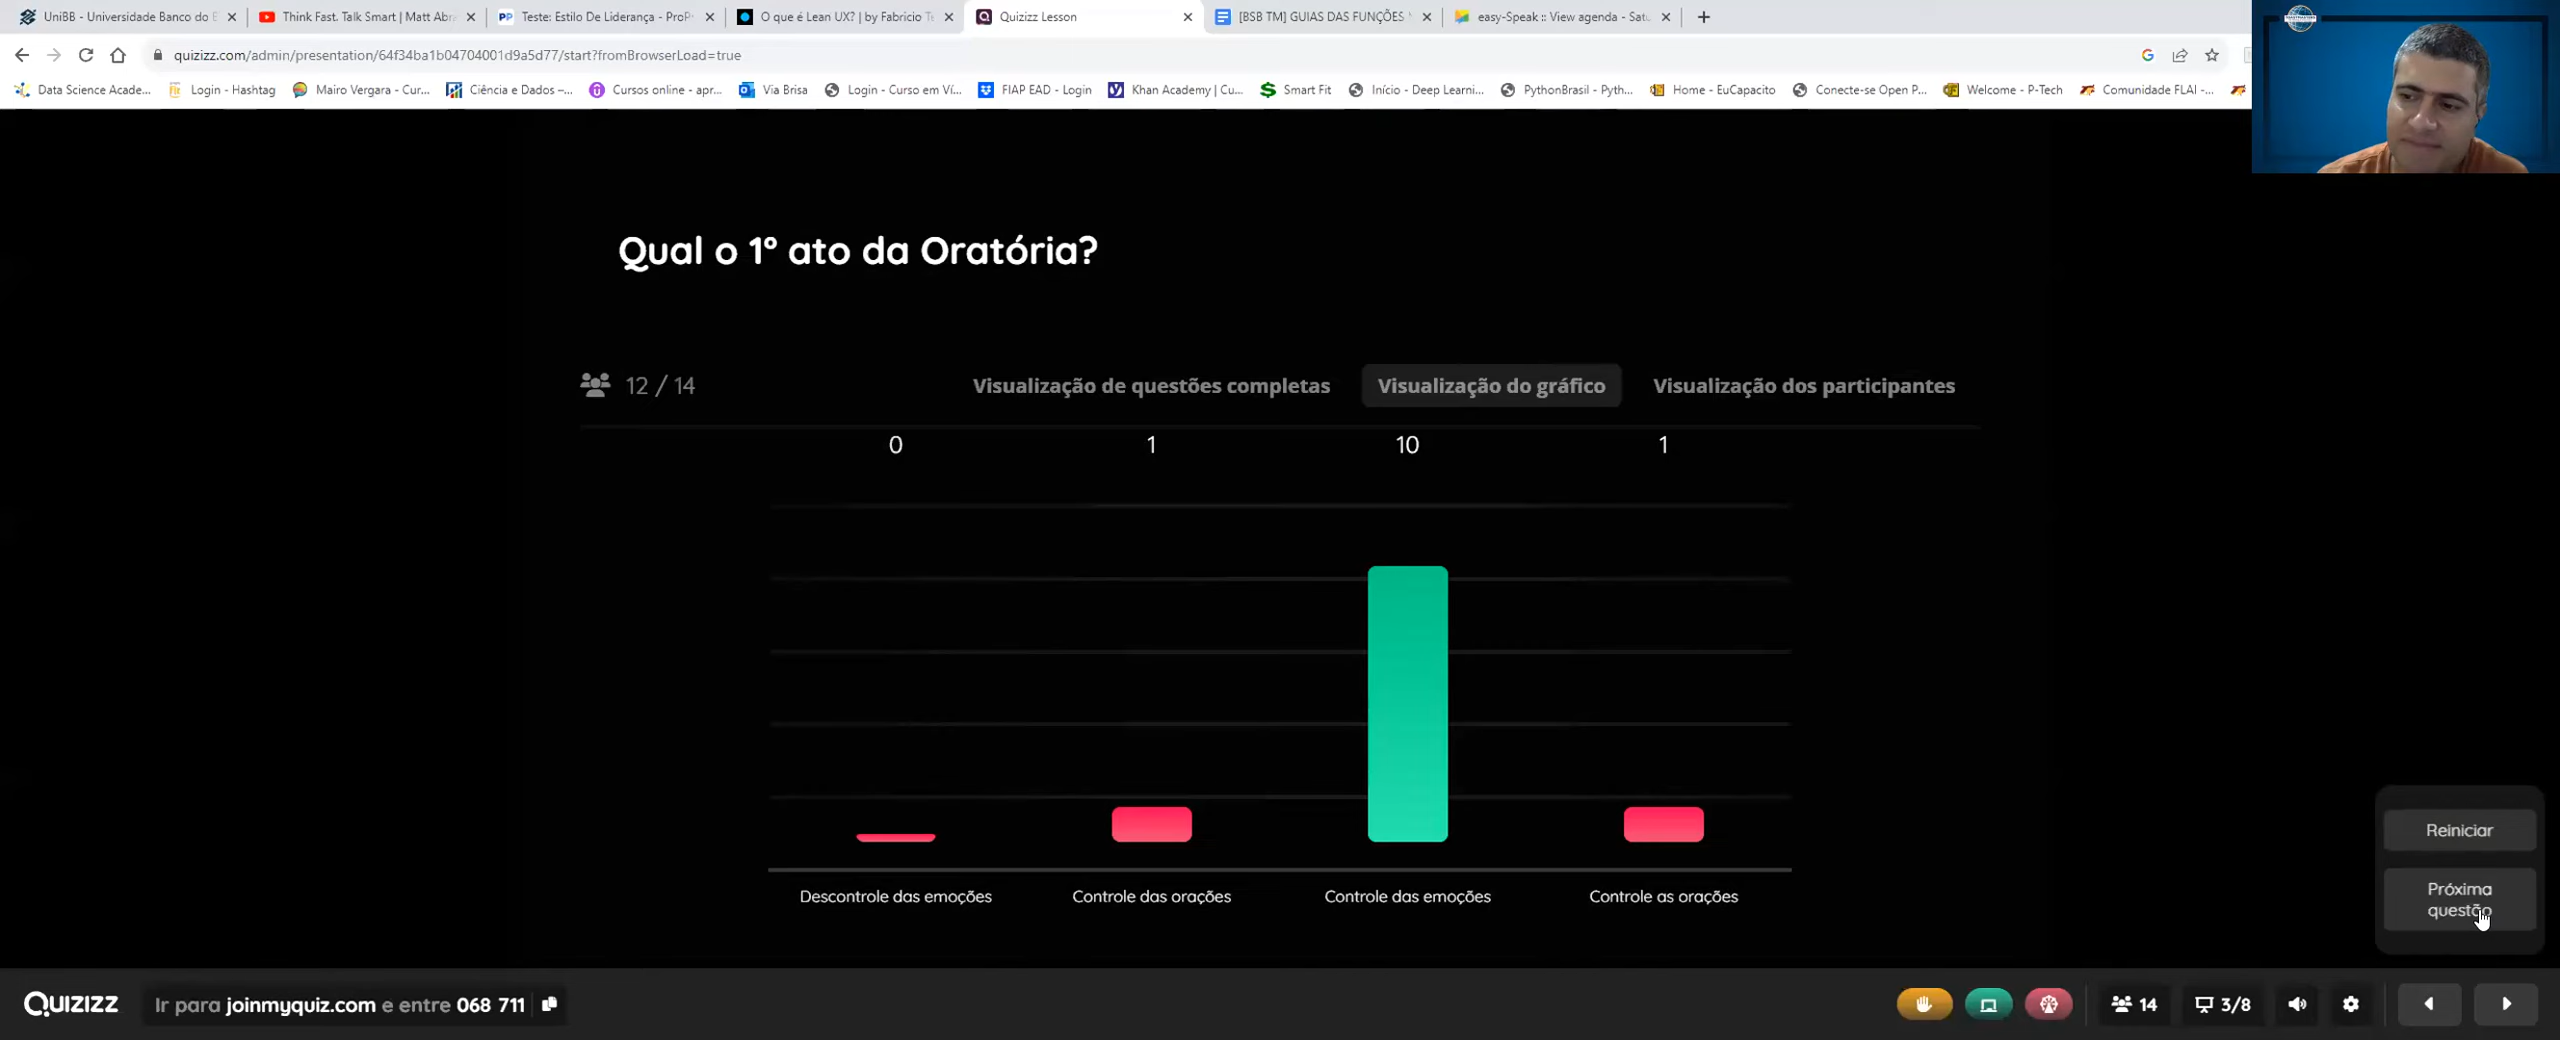 UniBB - Universidade Banco do B
Think Fast. Talk Smart | Matt Abra
PP Teste: Estilo De Liderança - ProP
O que é Lean UX? | by Fabricio Te
Quizizz Lesson
[BSB TM] GUIAS DAS FUNÇÕES
easy-Speak :: View agenda - Satu
quizizz.com/admin/presentation/64f34ba1b04704001d9a5d77/start?fromBrowserLoad=true
Data Science Acade...
Login - Hashtag
Mairo Vergara - Cur...
Ciência e Dados –...
Cursos online - apr...
Via Brisa
Login - Curso em Ví...
FIAP EAD - Login
Khan Academy | Cu...
Smart Fit
Início - Deep Learni...
PythonBrasil - Pyth...
Home - EuCapacito
Conecte-se Open P...
Welcome - P-Tech
Comunidade FLAI -...
Qual o 1º ato da Oratória?
12 / 14
Visualização de questões completas
Visualização do gráfico
Visualização dos participantes
0 1 10 1
Descontrole das emoções
Controle das orações
Controle das emoções
Controle as orações
Reiniciar
Próxima
questão
QUIZIZZ
Ir para joinmyquiz.com e entre 068 711
14
3/8